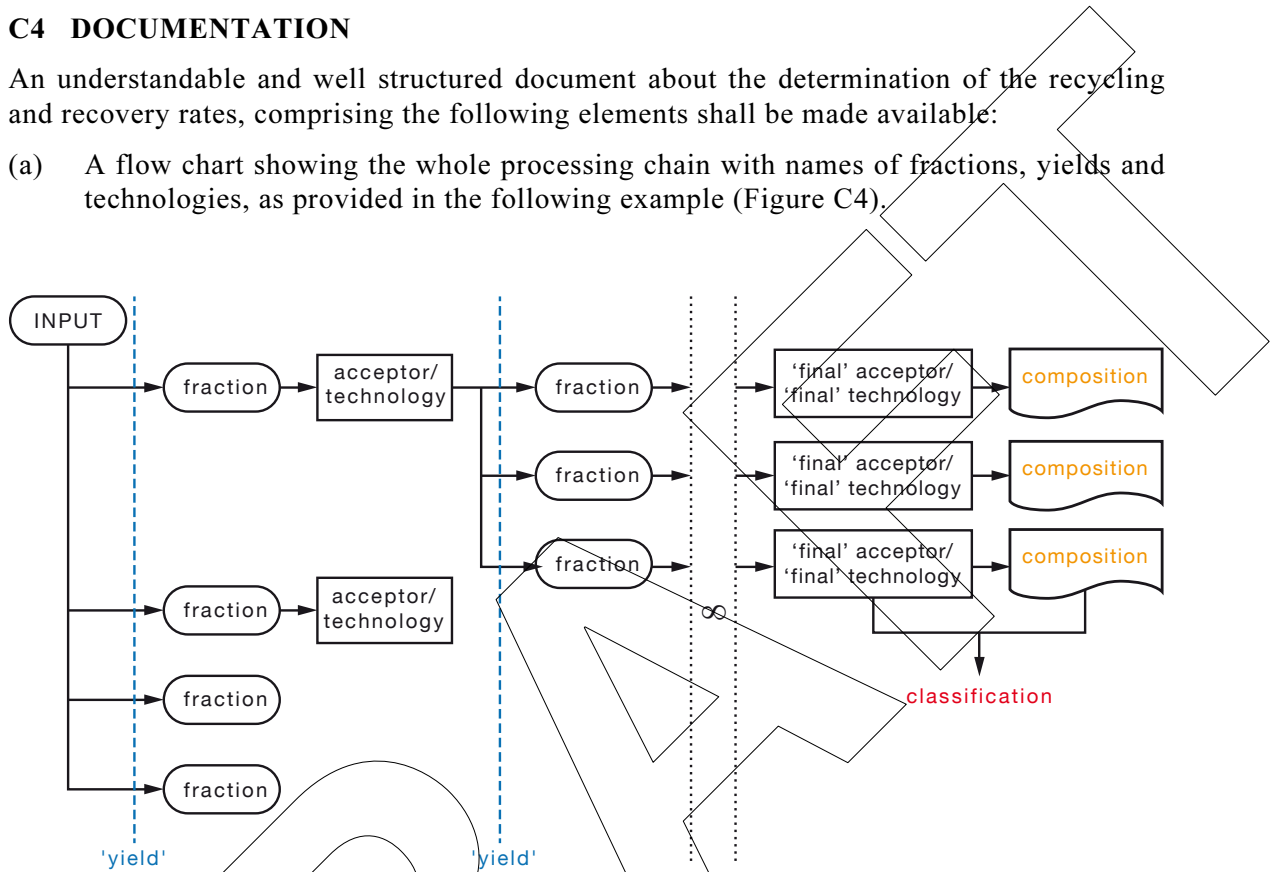 C4 DOCUMENTATION
An understandable and well structured document about the determination of the recycling
and recovery rates, comprising the following elements shall be made available:
(a) A flow chart showing the whole processing chain with names of fractions, yields and
technologies, as provided in the following example (Figure C4).
INPUT
fraction
acceptor/
technology
fraction
'final' acceptor/
'final' technology
composition
fraction
'final' acceptor/
'final' technology
composition
fraction
'final' acceptor/
'final' technology
composition
fraction
acceptor/
technology
∞
fraction
classification
fraction
'yield'
'yield'